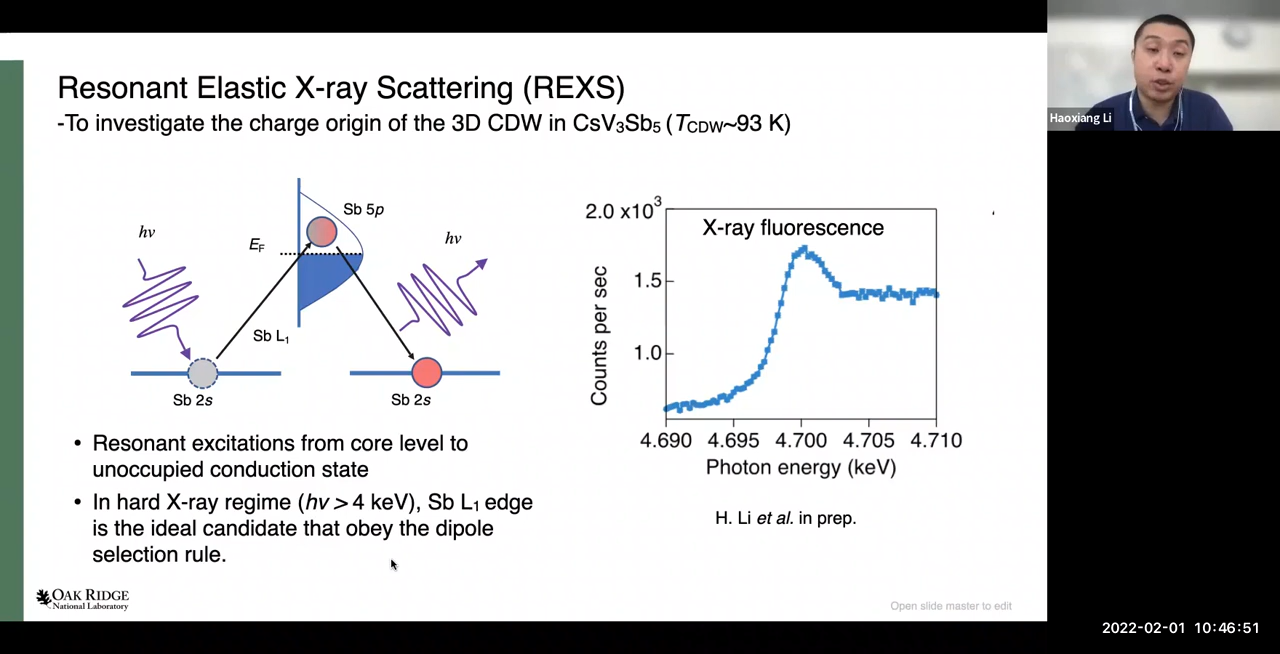 Resonant Elastic X-ray Scattering (REXS)
-To investigate the charge origin of the 3D CDW in CsV₃Sb₅ (T_CDW~93 K)
Haoxiang Li
hν
E_F
Sb 5p
hν
Sb L₁
Sb 2s
Sb 2s
2.0 x10³
1.5
1.0
Counts per sec
X-ray fluorescence
4.690 4.695 4.700 4.705 4.710
Photon energy (keV)
H. Li et al. in prep.
• Resonant excitations from core level to
unoccupied conduction state
• In hard X-ray regime (hν > 4 keV), Sb L₁ edge
is the ideal candidate that obey the dipole
selection rule.
OAK RIDGE
National Laboratory
Open slide master to edit
2022-02-01 10:46:51